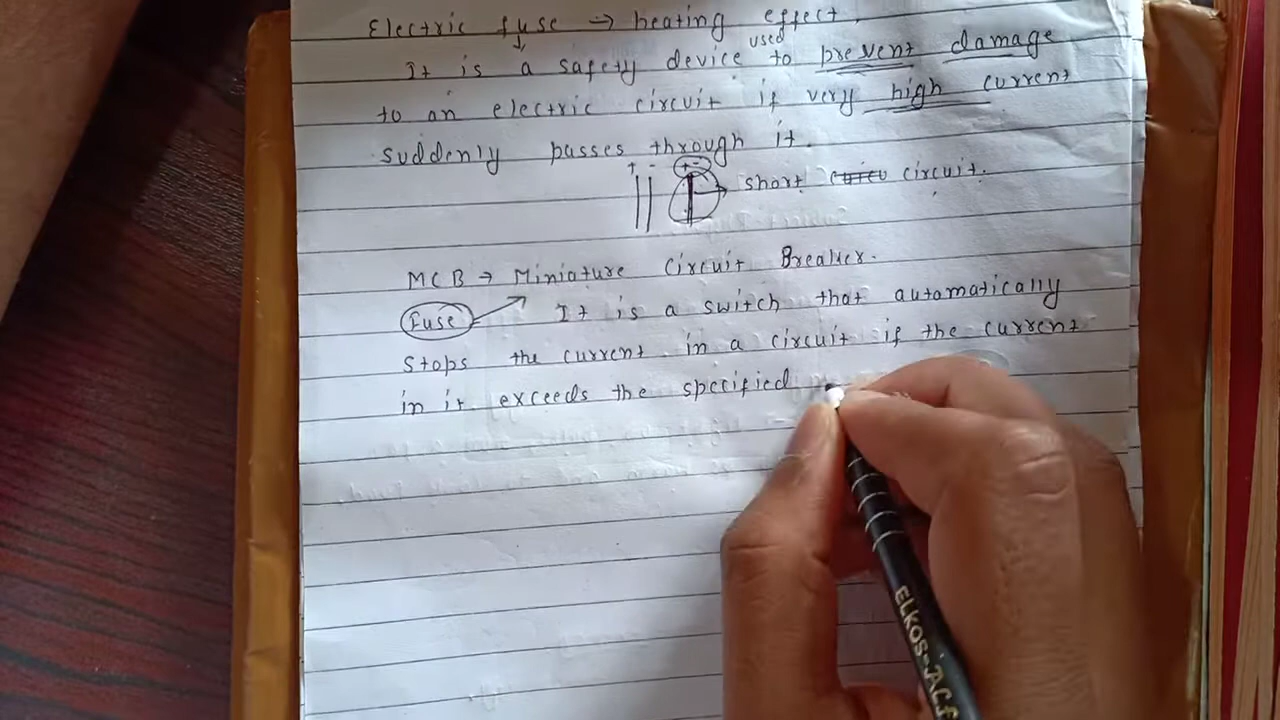 Electric fuse → heating effect.
↓ used
It is a safety device to prevent damage
to an electric circuit if very high current
suddenly passes through it.
+ - + -
→ short circuit.
MCB → Miniature Circuit Breaker.
Fuse It is a switch that automatically
stops the current in a circuit if the current
in it exceeds the specified
ELKOS-